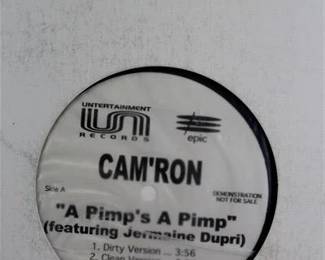 UNTERTAINMENT
UN
RECORDS
epic
CAM'RON
Side A
DEMONSTRATION
NOT FOR SALE
"A Pimp's A Pimp"
(featuring Jermaine Dupri)
1. Dirty Version ... 3:56
2. Clean